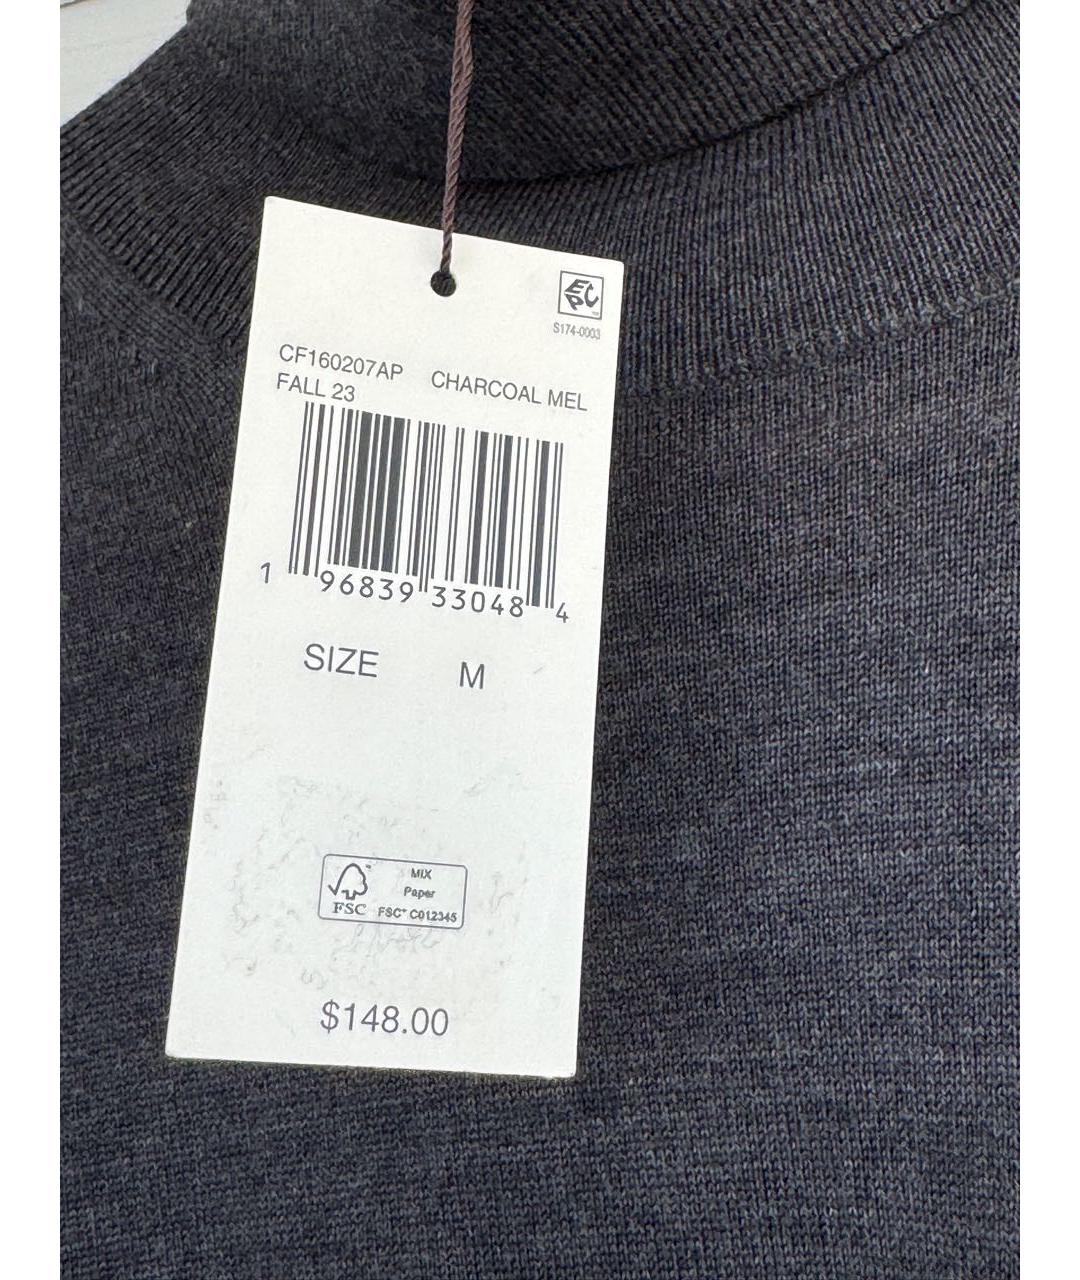 EPC
S174-0003
CF160207AP CHARCOAL MEL
FALL 23
1 96839 33048 4
SIZE M
FSC
MIX
Paper
FSC® C012345
$148.00